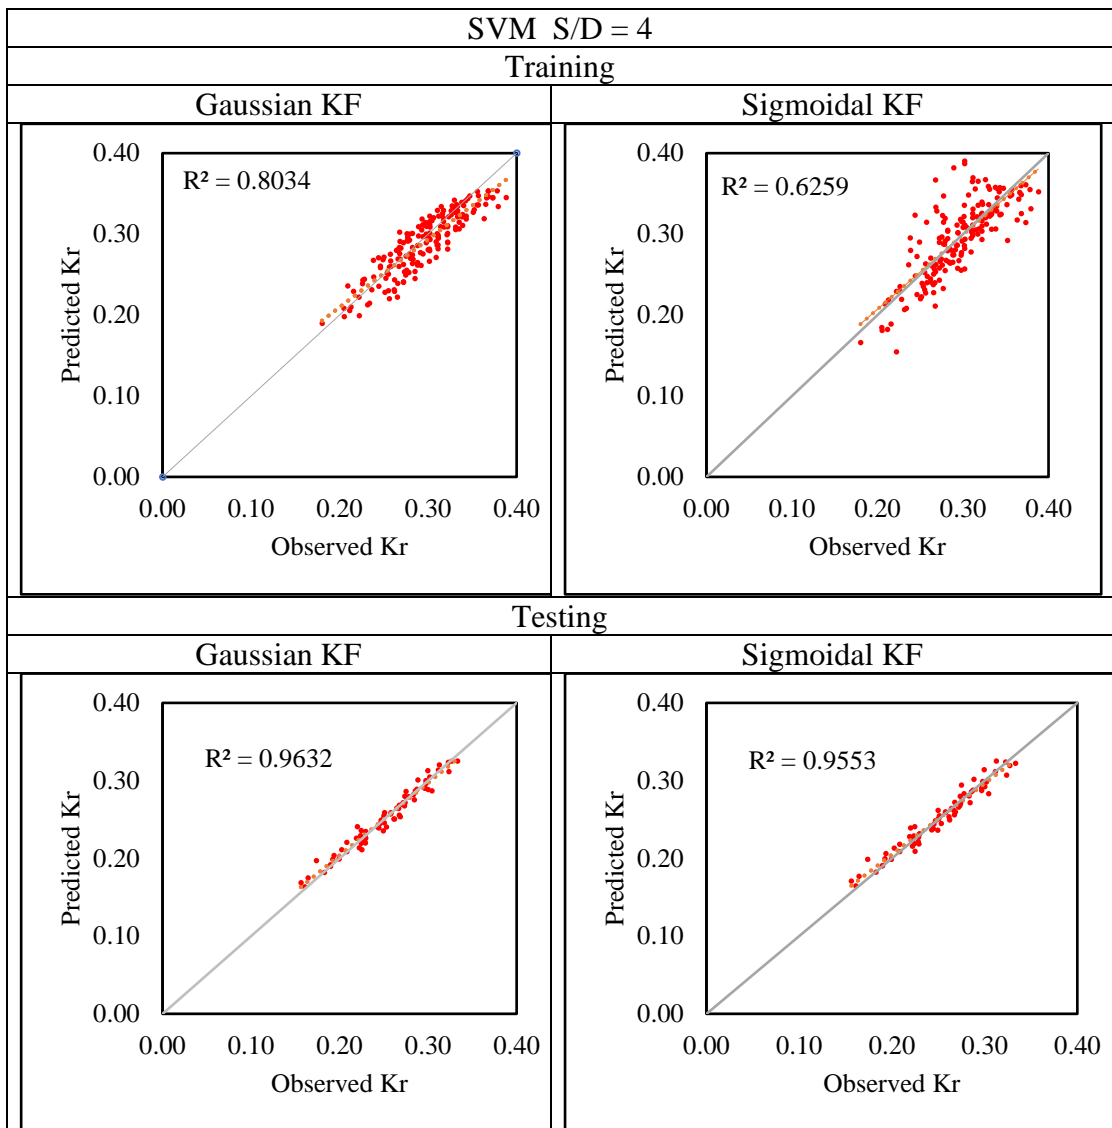 SVM S/D = 4
Training
Gaussian KF
Sigmoidal KF
R² = 0.8034
0.40
0.30
0.20
0.10
0.00
Predicted Kr
0.00 0.10 0.20 0.30 0.40
Observed Kr
R² = 0.6259
0.40
0.30
0.20
0.10
0.00
Predicted Kr
0.00 0.10 0.20 0.30 0.40
Observed Kr
Testing
Gaussian KF
Sigmoidal KF
R² = 0.9632
0.40
0.30
0.20
0.10
0.00
Predicted Kr
0.00 0.10 0.20 0.30 0.40
Observed Kr
R² = 0.9553
0.40
0.30
0.20
0.10
0.00
Predicted Kr
0.00 0.10 0.20 0.30 0.40
Observed Kr